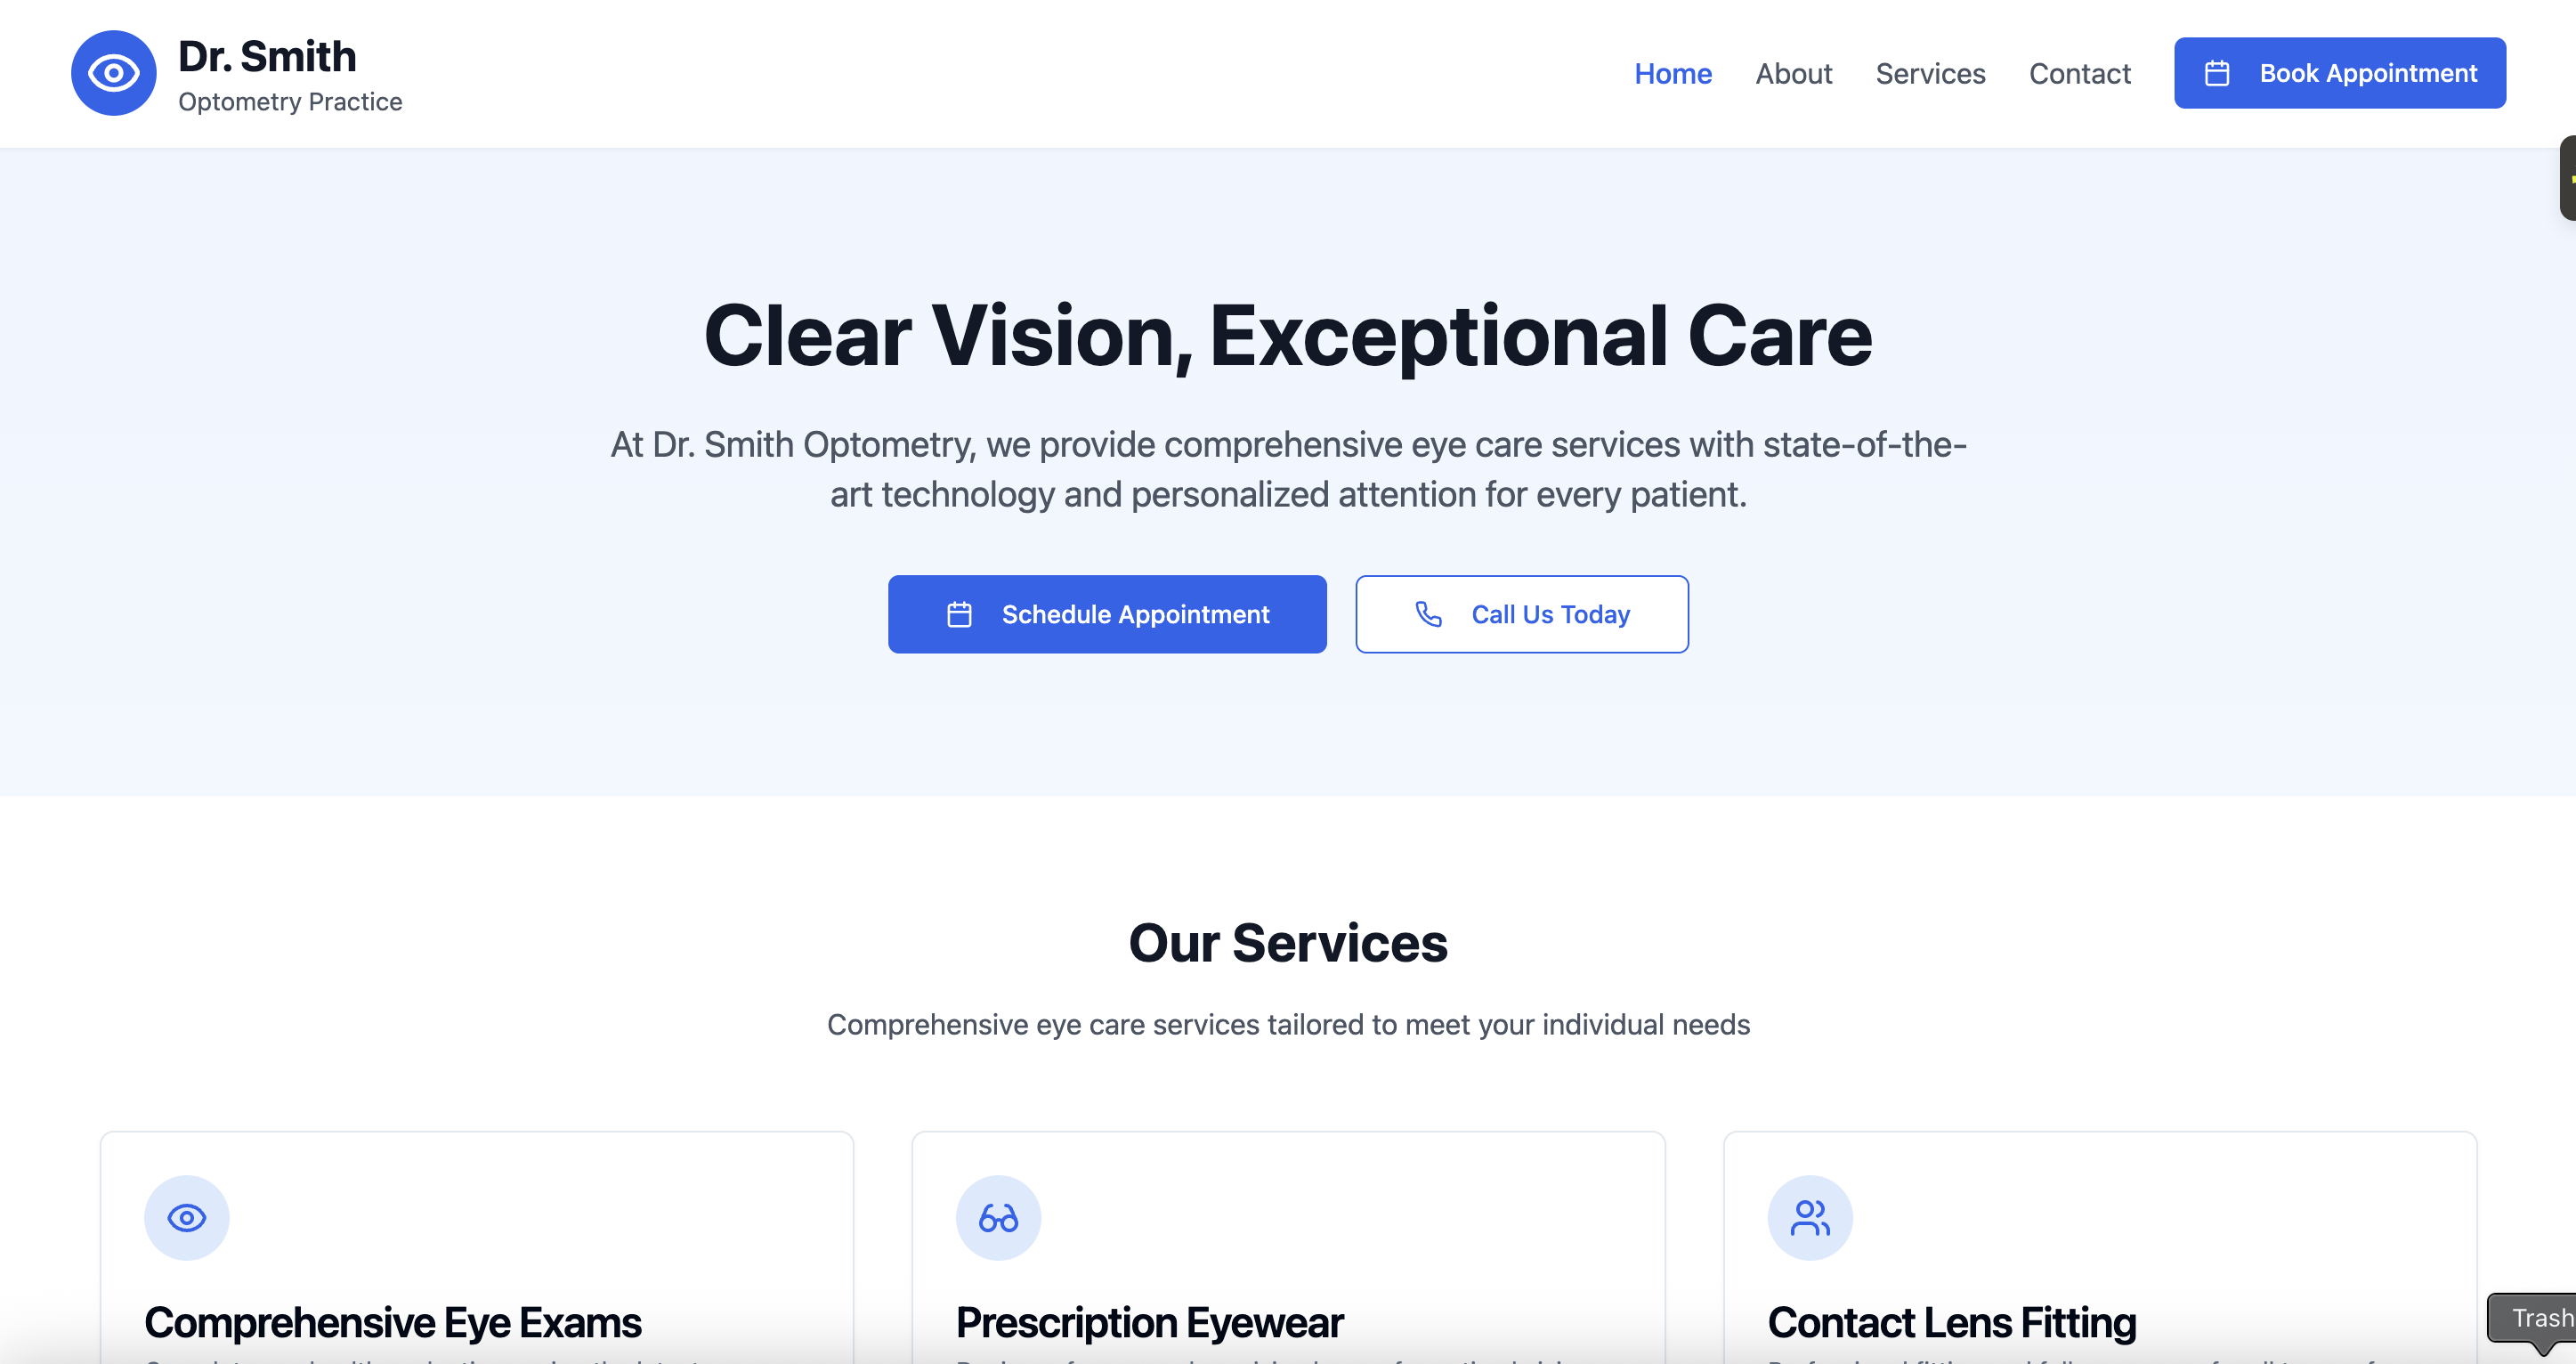 Dr. Smith
Optometry Practice
Home
About
Services
Contact
Book Appointment
Clear Vision, Exceptional Care
At Dr. Smith Optometry, we provide comprehensive eye care services with state-of-the-
art technology and personalized attention for every patient.
Schedule Appointment
Call Us Today
Our Services
Comprehensive eye care services tailored to meet your individual needs
Comprehensive Eye Exams
Prescription Eyewear
Contact Lens Fitting
Trash